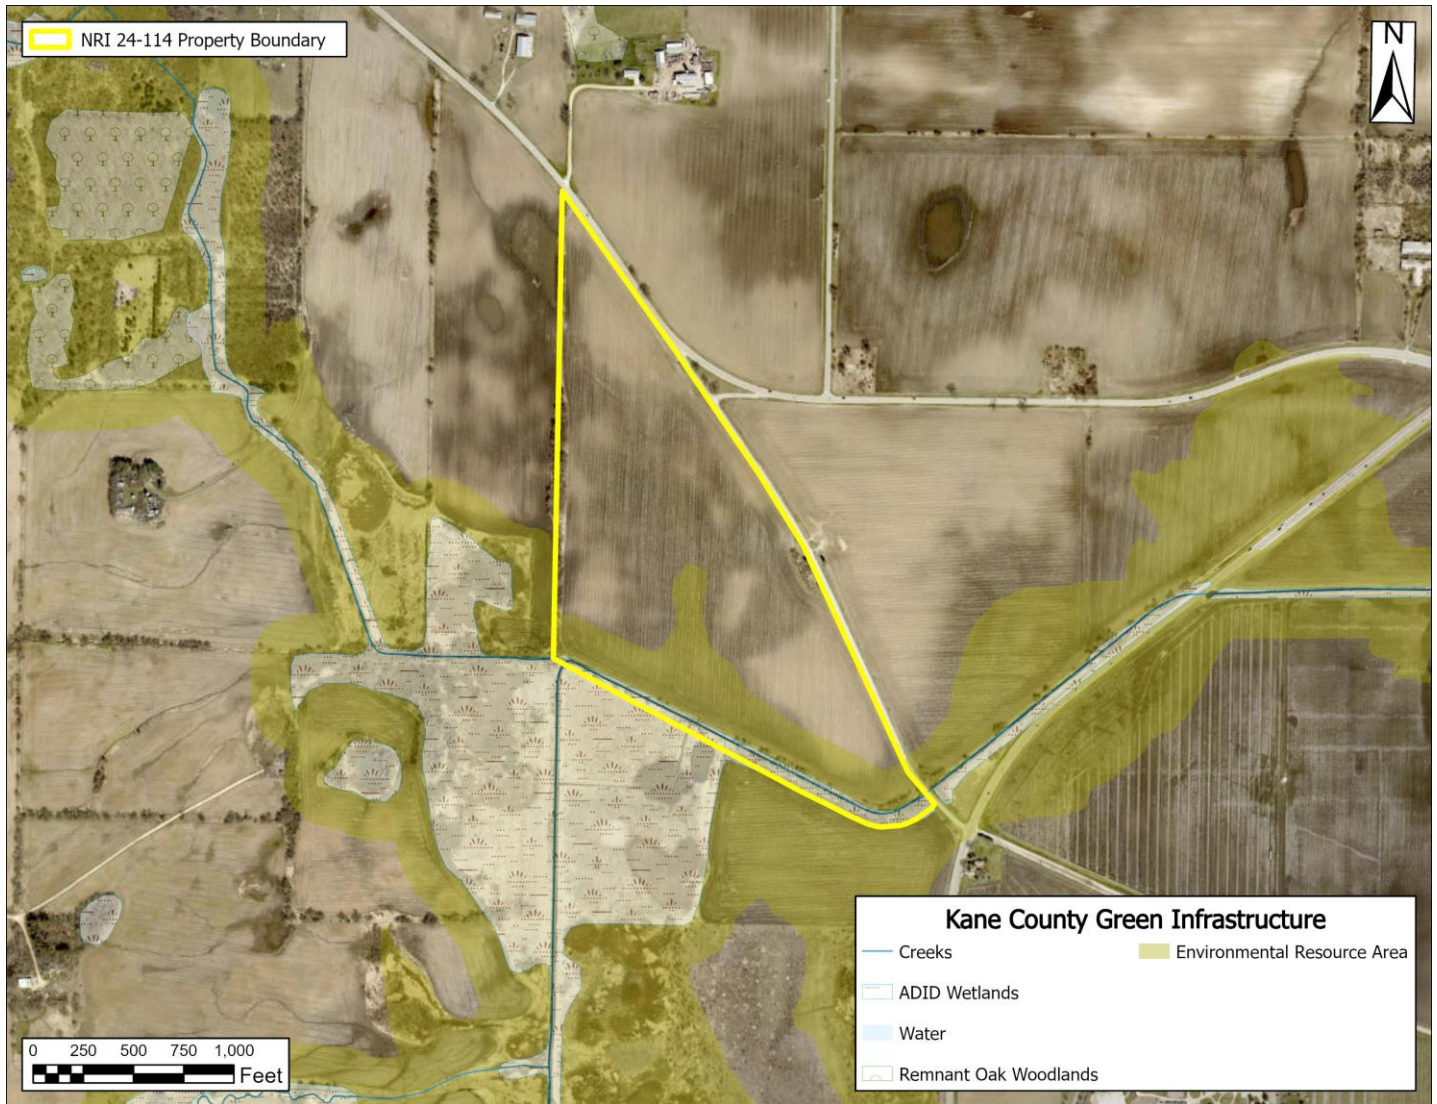 NRI 24-114 Property Boundary
N
Kane County Green Infrastructure
Creeks
Environmental Resource Area
ADID Wetlands
Water
Remnant Oak Woodlands
0 250 500 750 1,000
Feet